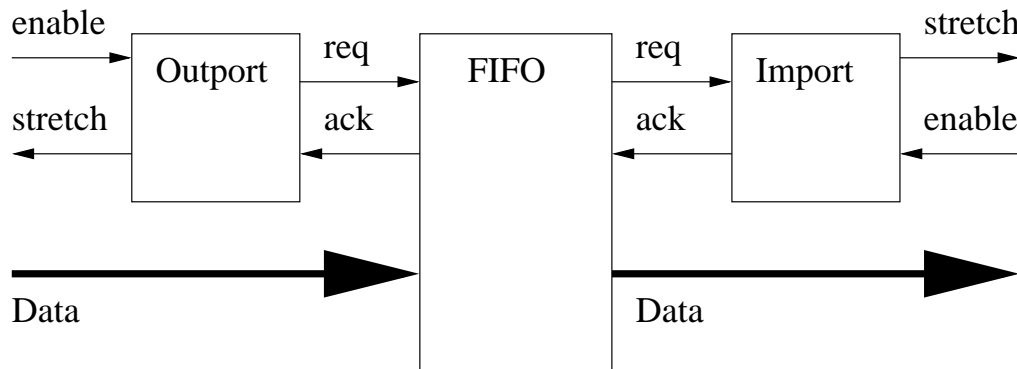 enable
stretch
Outport
req
ack
FIFO
req
ack
Import
stretch
enable
Data
Data